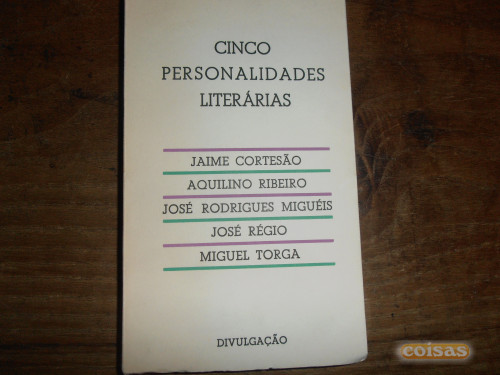 CINCO
PERSONALIDADES
LITERÁRIAS
JAIME CORTESÃO
AQUILINO RIBEIRO
JOSÉ RODRIGUES MIGUÉIS
JOSÉ RÉGIO
MIGUEL TORGA
DIVULGAÇÃO
coisas